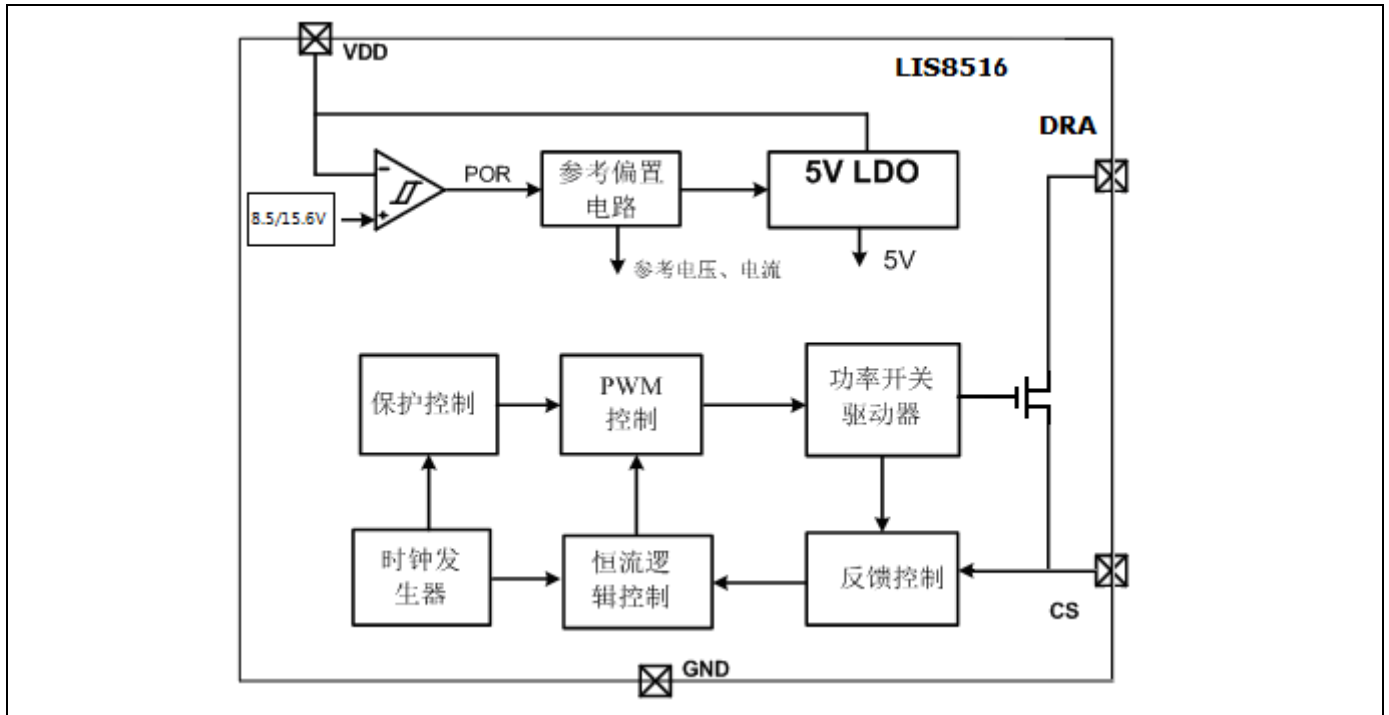 VDD
LIS8516
DRA
POR
参考偏置
电路
5V LDO
8.5/15.6V
-
+
参考电压、电流
5V
保护控制
PWM
控制
功率开关
驱动器
时钟发
生器
恒流逻
辑控制
反馈控制
CS
GND